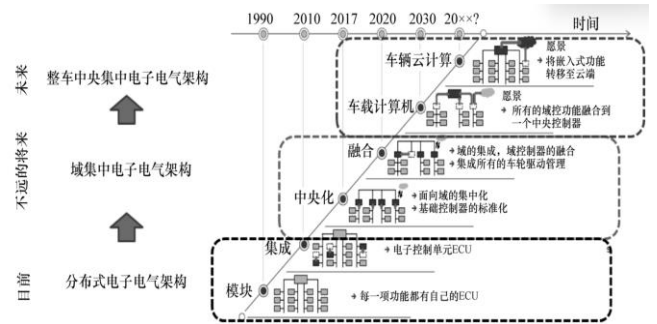 1990 2010 2017 2020 2030 20××? 时间
未来
整车中央集中电子电气架构
车辆云计算
愿景
→将嵌入式功能
转移至云端
车载计算机
愿景
→所有的域控功能融合到
一个中央控制器
不远的将来
域集中电子电气架构
融合
→域的集成,域控制器的融合
→集成所有的车轮驱动管理
中央化
→面向域的集中化
→基础控制器的标准化
目前
分布式电子电气架构
集成
→电子控制单元ECU
模块
→每一项功能都有自己的ECU